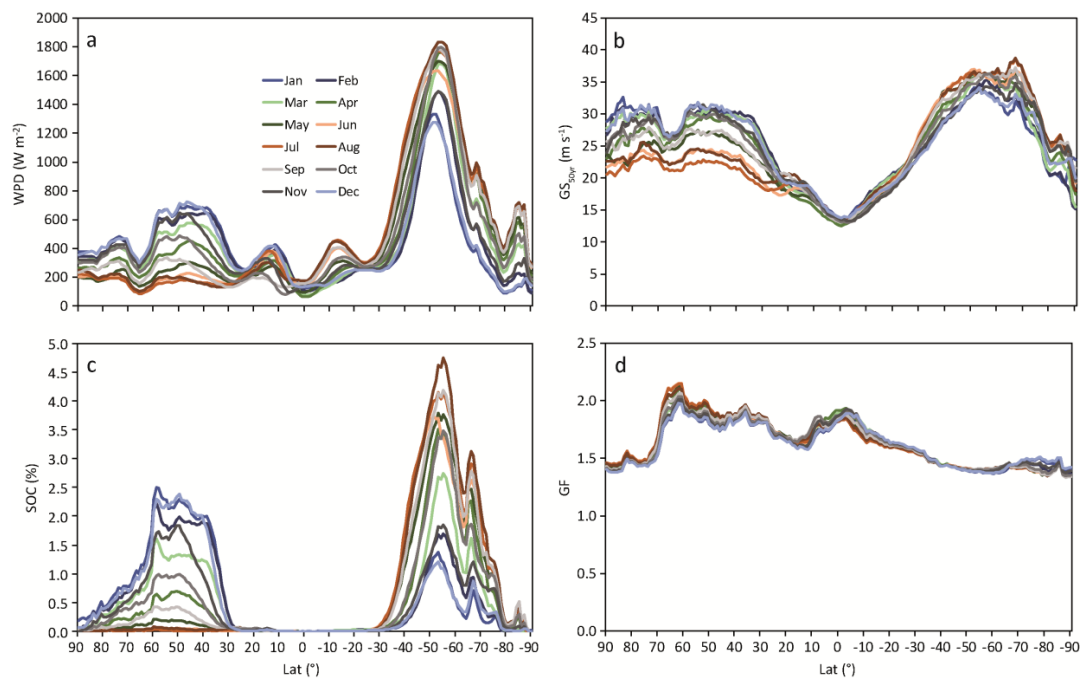 a
WPD (W m⁻²)
2000
1800
1600
1400
1200
1000
800
600
400
200
0
Jan Feb
Mar Apr
May Jun
Jul Aug
Sep Oct
Nov Dec
90 80 70 60 50 40 30 20 10 0 -10 -20 -30 -40 -50 -60 -70 -80 -90
b
GS₅₀yr (m s⁻¹)
45
40
35
30
25
20
15
10
5
0
90 80 70 60 50 40 30 20 10 0 -10 -20 -30 -40 -50 -60 -70 -80 -90
c
SOC (%)
5.0
4.5
4.0
3.5
3.0
2.5
2.0
1.5
1.0
0.5
0.0
90 80 70 60 50 40 30 20 10 0 -10 -20 -30 -40 -50 -60 -70 -80 -90
Lat (°)
d
GF
2.5
2.0
1.5
1.0
0.5
0.0
90 80 70 60 50 40 30 20 10 0 -10 -20 -30 -40 -50 -60 -70 -80 -90
Lat (°)